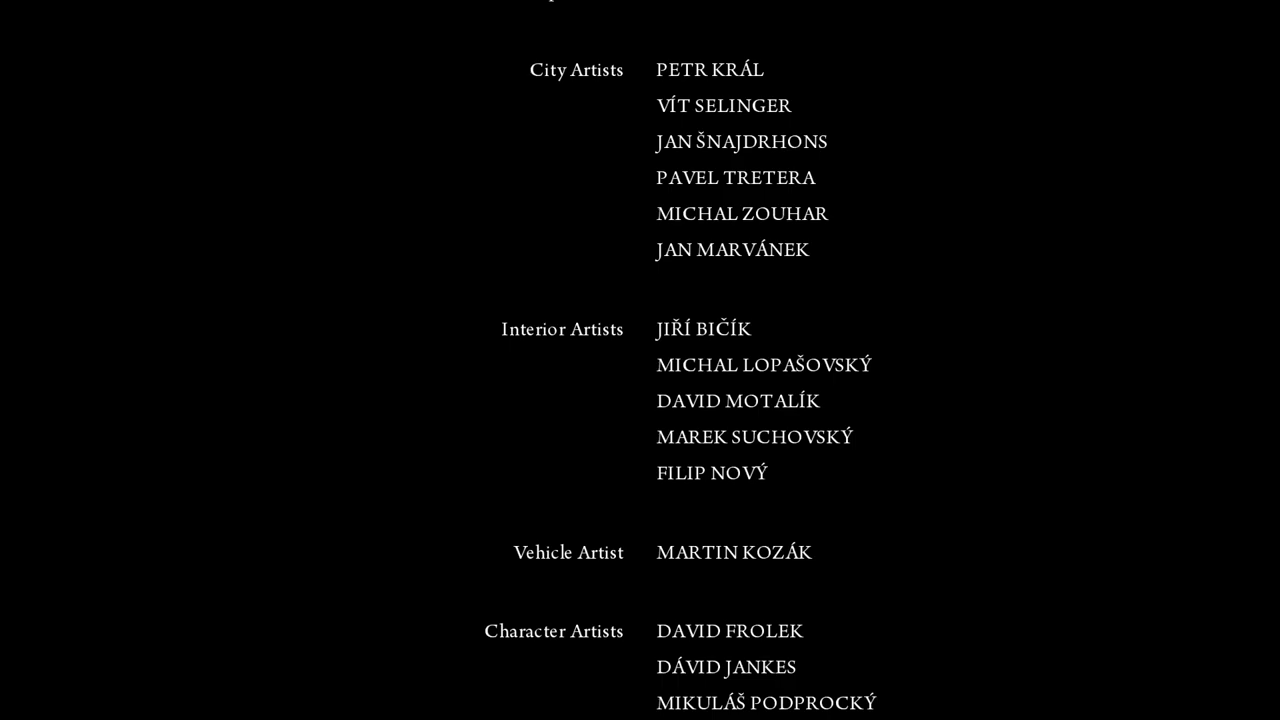 City Artists PETR KRÁL
VÍT SELINGER
JAN ŠNAJDRHONS
PAVEL TRETERA
MICHAL ZOUHAR
JAN MARVÁNEK
Interior Artists JIŘÍ BIČÍK
MICHAL LOPAŠOVSKÝ
DAVID MOTALÍK
MAREK SUCHOVSKÝ
FILIP NOVÝ
Vehicle Artist MARTIN KOZÁK
Character Artists DAVID FROLEK
DÁVID JANKES
MIKULÁŠ PODPROCKÝ